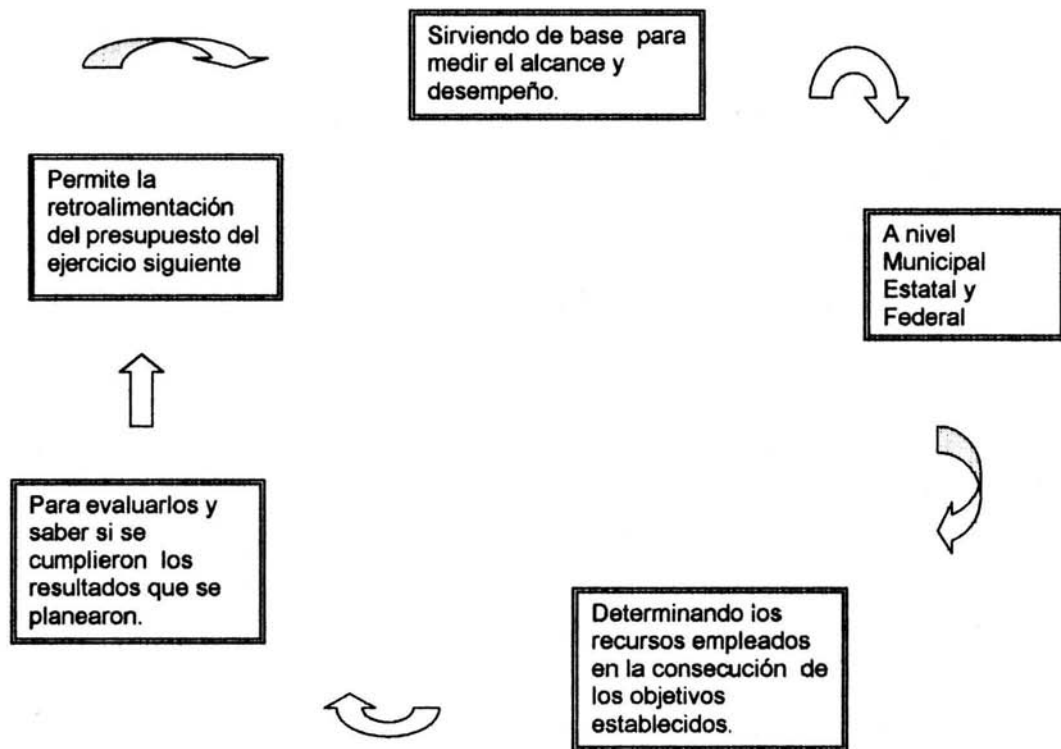 Sirviendo de base para
medir el alcance y
desempeño.
A nivel
Municipal
Estatal y
Federal
Determinando los
recursos empleados
en la consecución de
los objetivos
establecidos.
Para evaluarlos y
saber si se
cumplieron los
resultados que se
planearon.
Permite la
retroalimentación
del presupuesto del
ejercicio siguiente